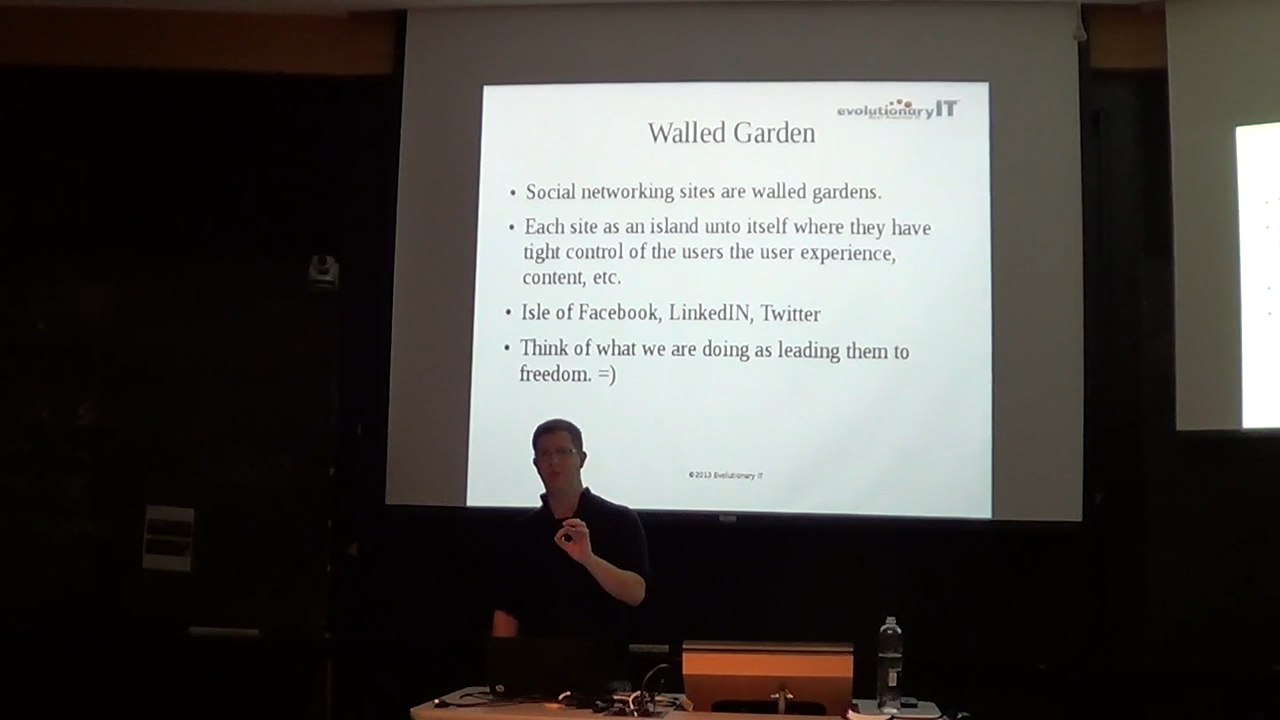 evolutionaryIT
Walled Garden
• Social networking sites are walled gardens.
• Each site as an island unto itself where they have
tight control of the users the user experience,
content, etc.
• Isle of Facebook, LinkedIN, Twitter
• Think of what we are doing as leading them to
freedom. =)
©2013 Evolutionary IT
hp